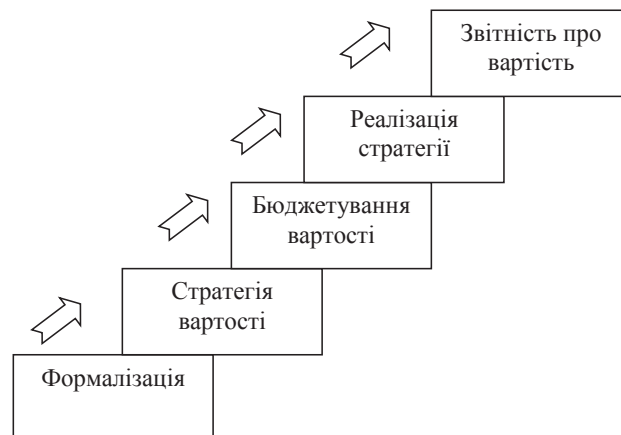 Звітність про
вартість
Реалізація
стратегії
Бюджетування
вартості
Стратегія
вартості
Формалізація